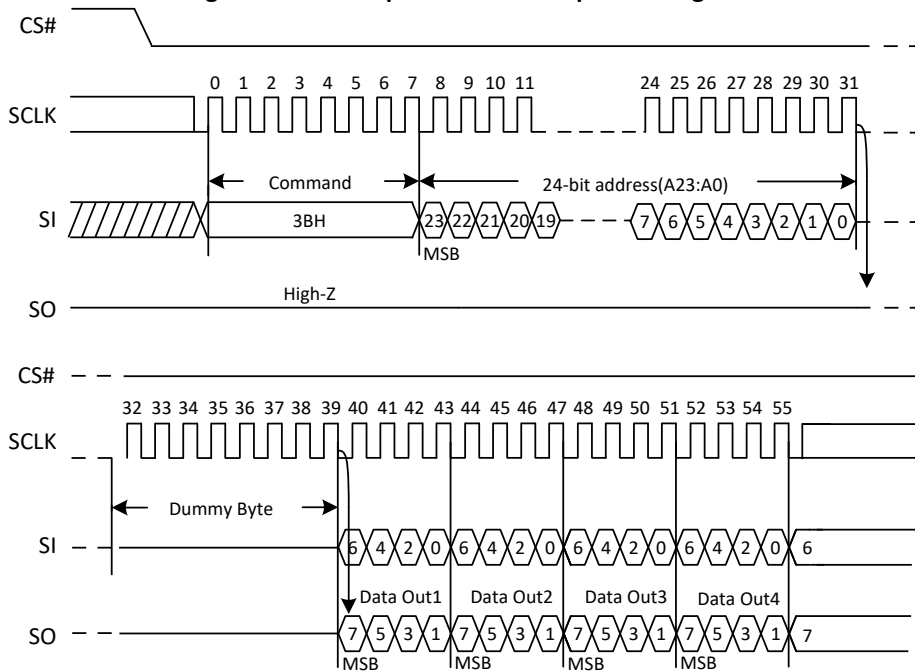 CS#
0 1 2 3 4 5 6 7 8 9 10 11 24 25 26 27 28 29 30 31
SCLK
Command 24-bit address(A23:A0)
SI 3BH 23 22 21 20 19 7 6 5 4 3 2 1 0
MSB
High-Z
SO
CS#
32 33 34 35 36 37 38 39 40 41 42 43 44 45 46 47 48 49 50 51 52 53 54 55
SCLK
Dummy Byte
SI 6 4 2 0 6 4 2 0 6 4 2 0 6 4 2 0 6
Data Out1 Data Out2 Data Out3 Data Out4
SO 7 5 3 1 7 5 3 1 7 5 3 1 7 5 3 1 7
MSB MSB MSB MSB